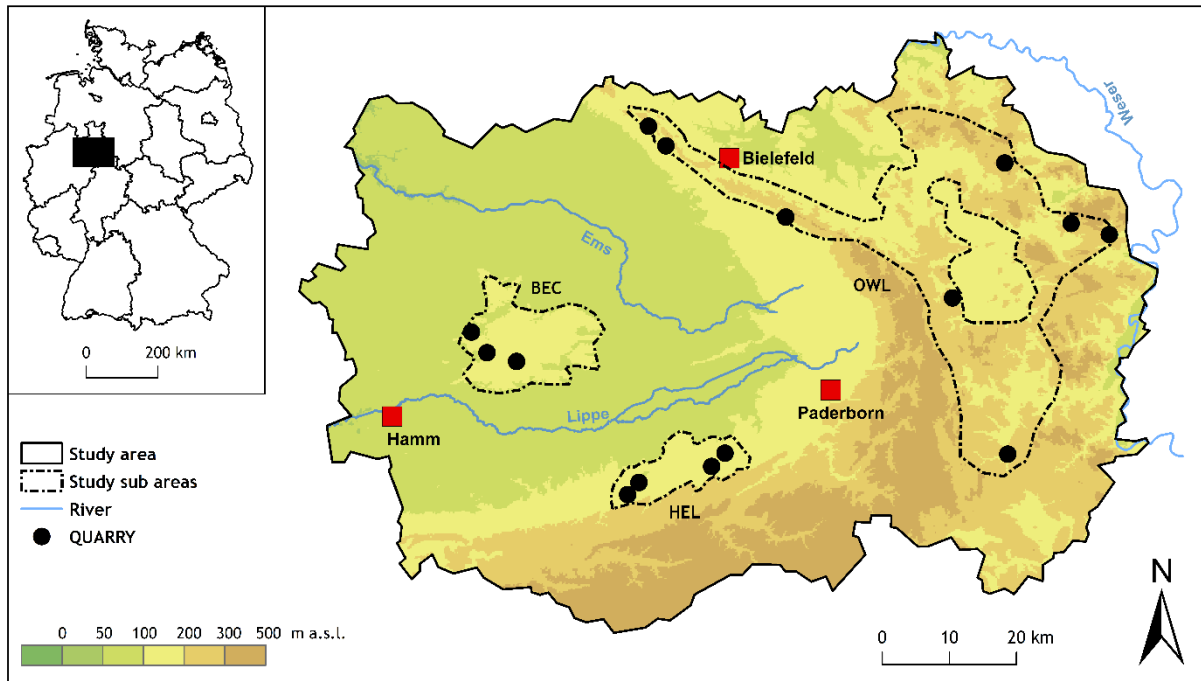 0 200 km
Study area
Study sub areas
River
QUARRY
0 50 100 200 300 500 m a.s.l.
Weser
Bielefeld
Ems
OWL
BEC
Lippe
Paderborn
Hamm
HEL
N
0 10 20 km